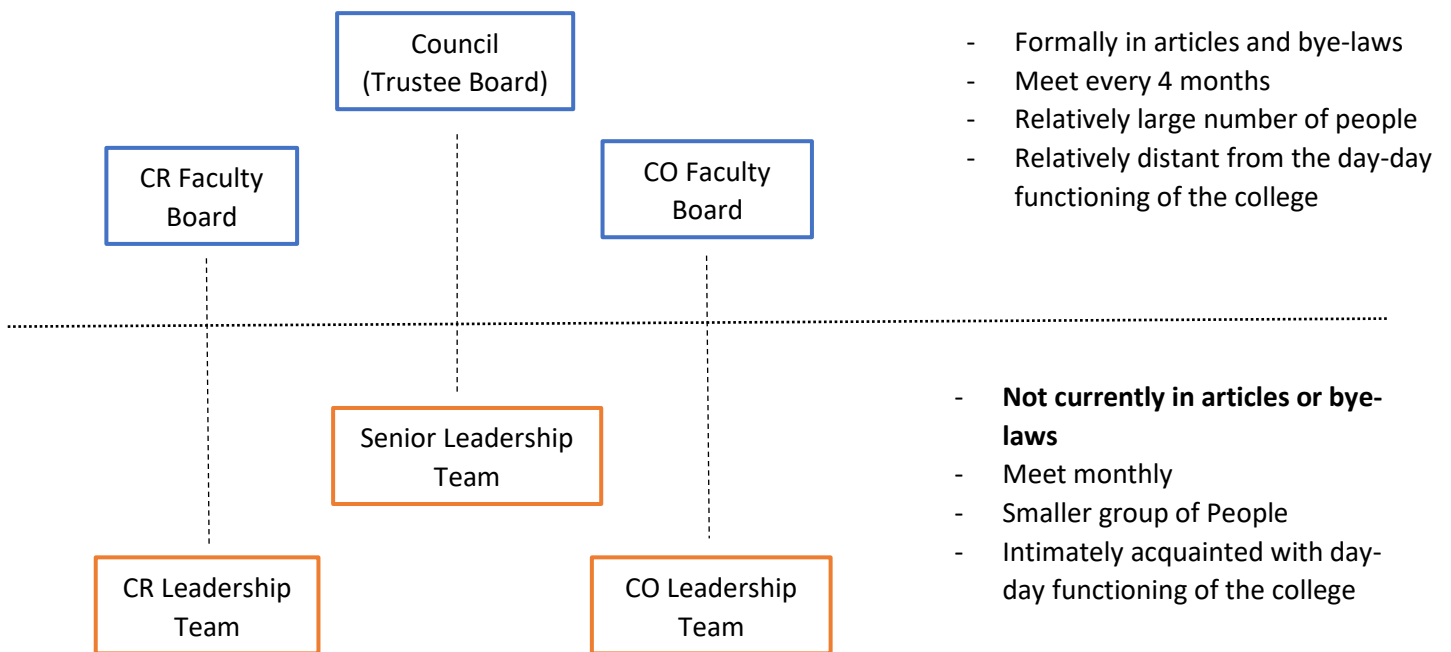 Council
(Trustee Board)
CR Faculty
Board
CO Faculty
Board
- Formally in articles and bye-laws
- Meet every 4 months
- Relatively large number of people
- Relatively distant from the day-day
functioning of the college
Senior Leadership
Team
CR Leadership
Team
CO Leadership
Team
- Not currently in articles or bye-
laws
- Meet monthly
- Smaller group of People
- Intimately acquainted with day-
day functioning of the college